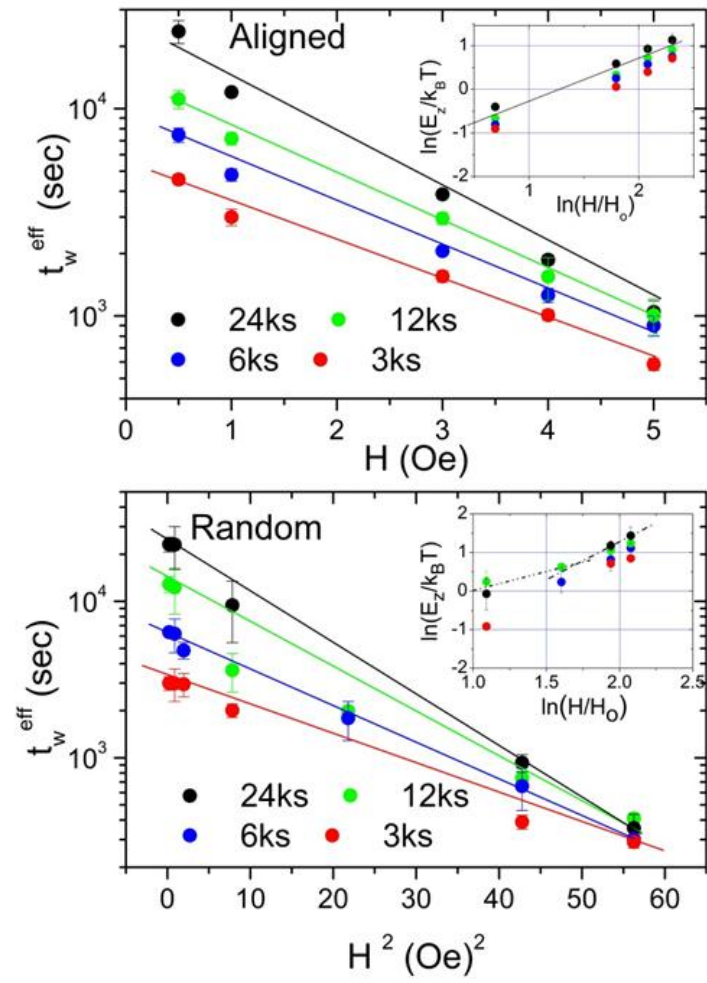 Aligned
t_w^eff (sec)
10^4
10^3
24ks 12ks
6ks 3ks
0 1 2 3 4 5
H (Oe)
ln(E_z/k_BT)
1
0
-1
-2
1 2
ln(H/H_o)
Random
t_w^eff (sec)
10^4
10^3
24ks 12ks
6ks 3ks
0 10 20 30 40 50 60
H^2 (Oe)^2
ln(E_Z/k_BT)
2
1
0
-1
-2
1.0 1.5 2.0 2.5
ln(H/H_O)